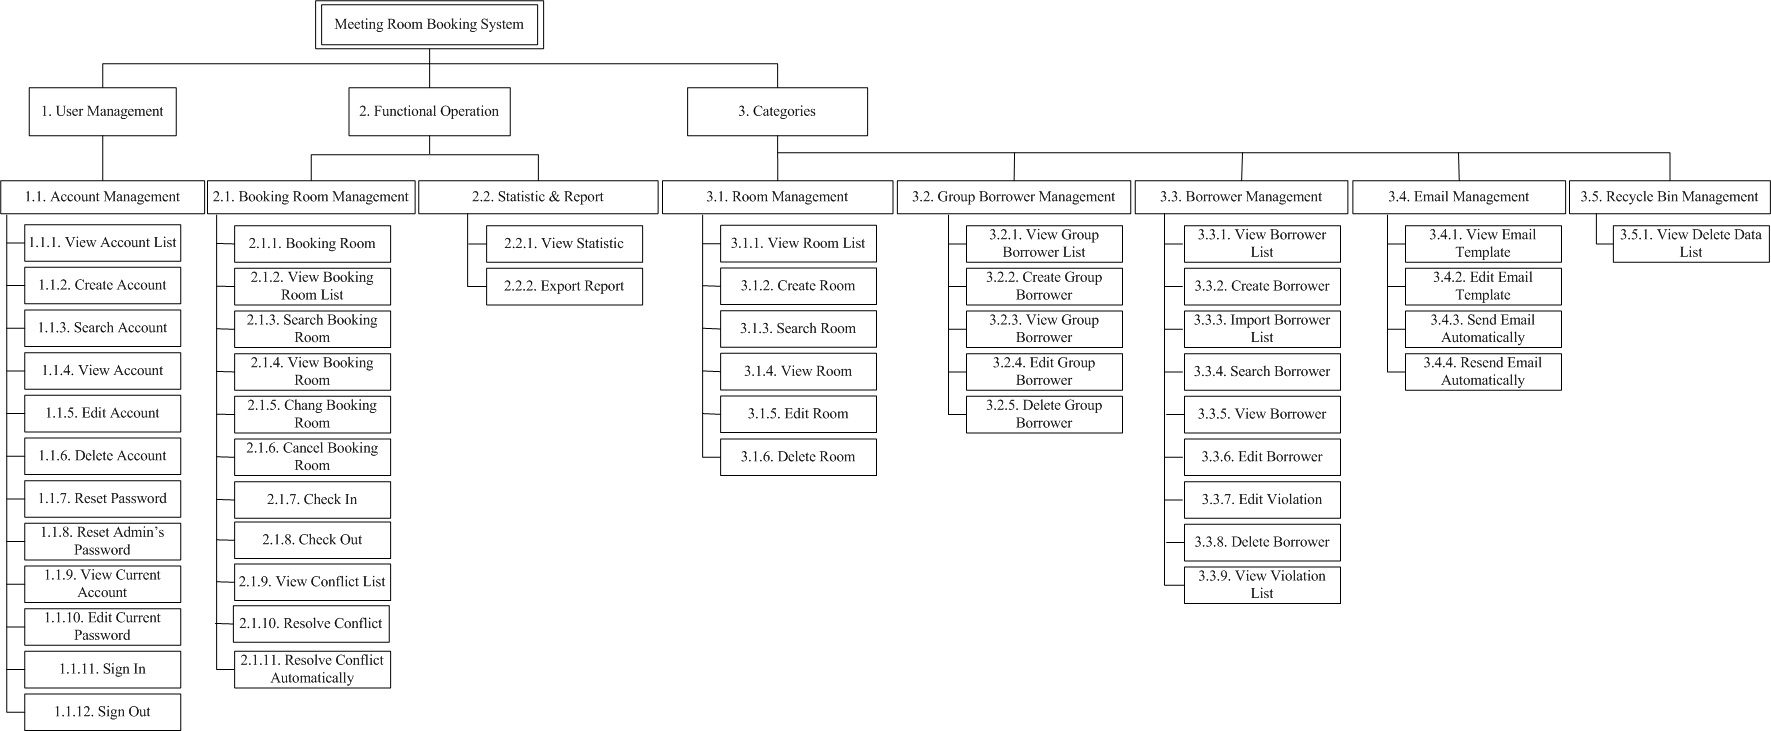 Meeting Room Booking System
1. User Management
2. Functional Operation
3. Categories
1.1. Account Management
2.1. Booking Room Management
2.2. Statistic & Report
3.1. Room Management
3.2. Group Borrower Management
3.3. Borrower Management
3.4. Email Management
3.5. Recycle Bin Management
1.1.1. View Account List
1.1.2. Create Account
1.1.3. Search Account
1.1.4. View Account
1.1.5. Edit Account
1.1.6. Delete Account
1.1.7. Reset Password
1.1.8. Reset Admin’s
Password
1.1.9. View Current
Account
1.1.10. Edit Current
Password
1.1.11. Sign In
1.1.12. Sign Out
2.1.1. Booking Room
2.1.2. View Booking
Room List
2.1.3. Search Booking
Room
2.1.4. View Booking
Room
2.1.5. Chang Booking
Room
2.1.6. Cancel Booking
Room
2.1.7. Check In
2.1.8. Check Out
2.1.9. View Conflict List
2.1.10. Resolve Conflict
2.1.11. Resolve Conflict
Automatically
2.2.1. View Statistic
2.2.2. Export Report
3.1.1. View Room List
3.1.2. Create Room
3.1.3. Search Room
3.1.4. View Room
3.1.5. Edit Room
3.1.6. Delete Room
3.2.1. View Group
Borrower List
3.2.2. Create Group
Borrower
3.2.3. View Group
Borrower
3.2.4. Edit Group
Borrower
3.2.5. Delete Group
Borrower
3.3.1. View Borrower
List
3.3.2. Create Borrower
3.3.3. Import Borrower
List
3.3.4. Search Borrower
3.3.5. View Borrower
3.3.6. Edit Borrower
3.3.7. Edit Violation
3.3.8. Delete Borrower
3.3.9. View Violation
List
3.4.1. View Email
Template
3.4.2. Edit Email
Template
3.4.3. Send Email
Automatically
3.4.4. Resend Email
Automatically
3.5.1. View Delete Data
List